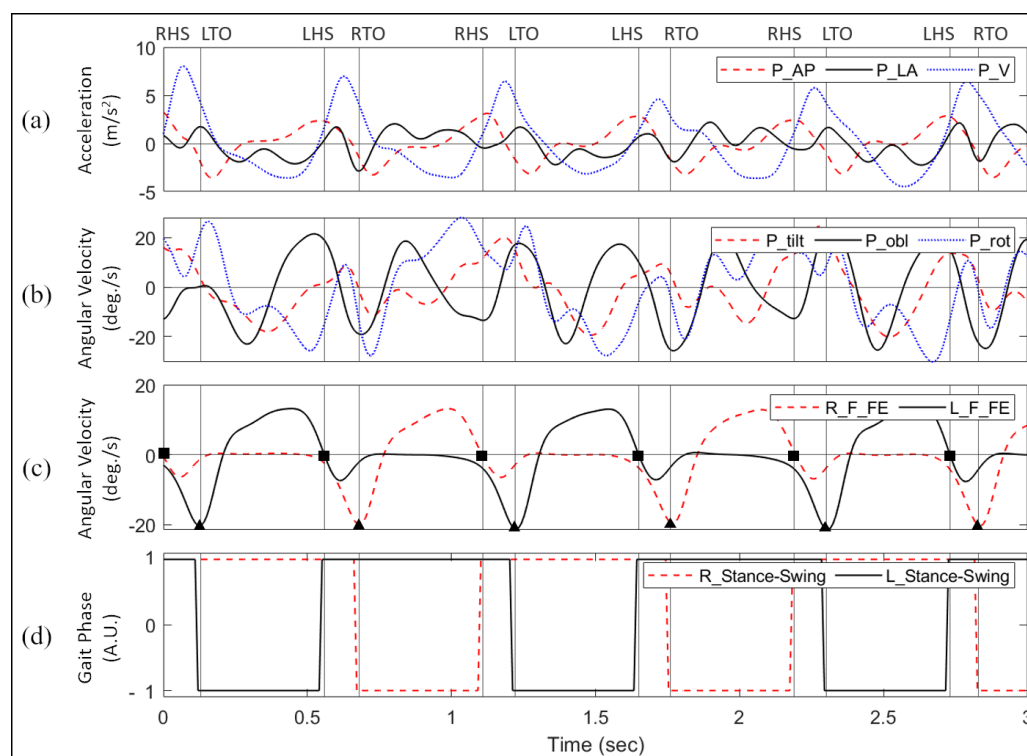 RHS LTO LHS RTO RHS LTO LHS RTO RHS LTO LHS RTO
(a)
Acceleration
(m/s²)
10
5
0
-5
P_AP P_LA P_V
(b)
Angular Velocity
(deg./s)
20
0
-20
P_tilt P_obl P_rot
(c)
Angular Velocity
(deg./s)
20
0
-20
R_F_FE L_F_FE
(d)
Gait Phase
(A.U.)
1
0
- 1
R_Stance-Swing L_Stance-Swing
0 0.5 1 1.5 2 2.5 3
Time (sec)